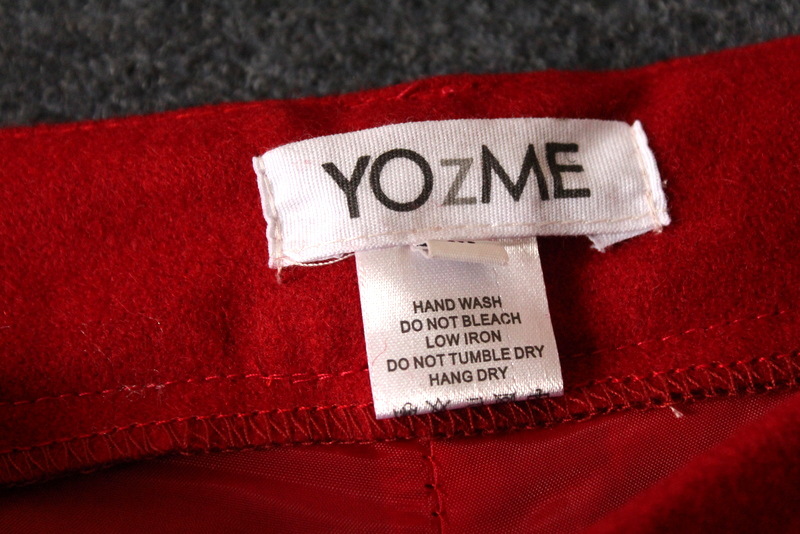 YOzME
HAND WASH
DO NOT BLEACH
LOW IRON
DO NOT TUMBLE DRY
HANG DRY